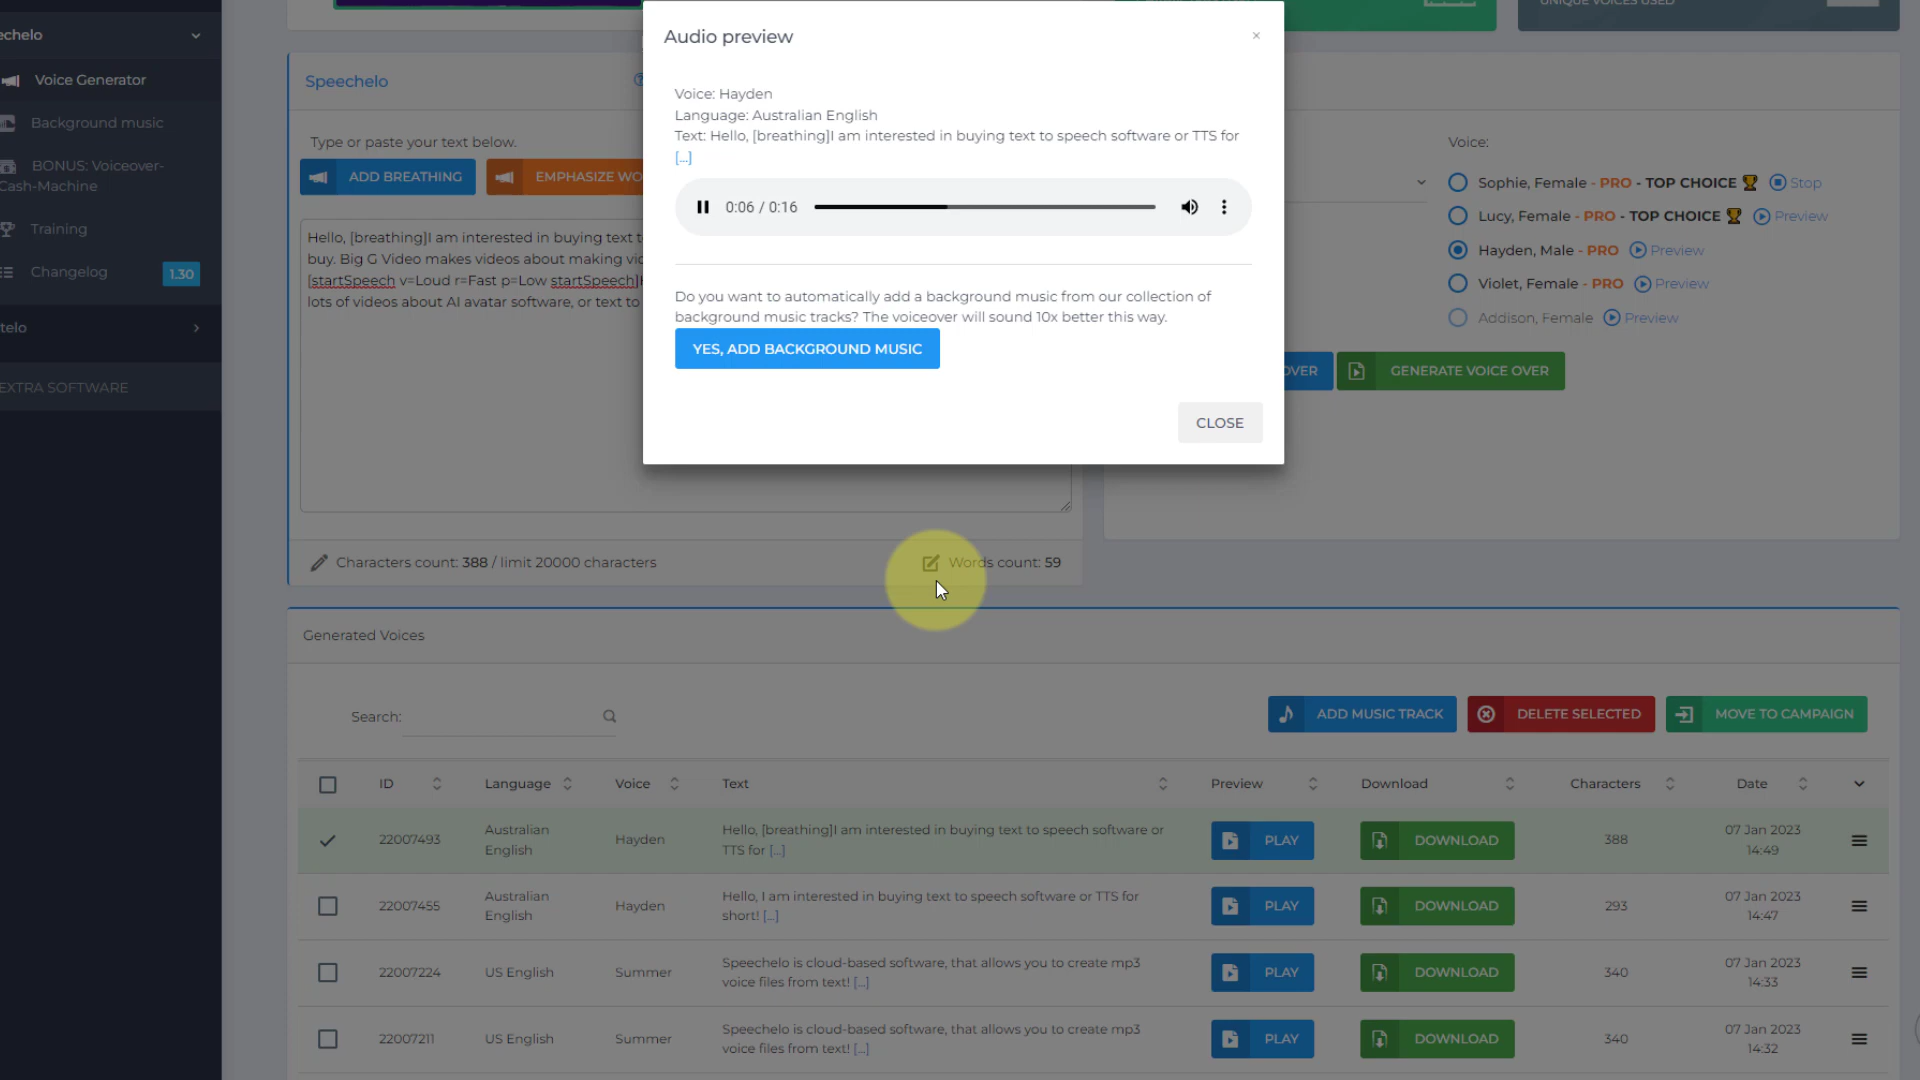 echelo
Voice Generator
Background music
BONUS: Voiceover-
Cash-Machine
Training
Changelog 1.30
telo
EXTRA SOFTWARE
UNIQUE VOICES USED
Speechelo
Type or paste your text below.
ADD BREATHING
EMPHASIZE WO
Hello, [breathing]I am interested in buying text t
buy. Big G Video makes videos about making vid
[startSpeech v=Loud r=Fast p=Low startSpeech]
lots of videos about AI avatar software, or text to
Characters count: 388 / limit 20000 characters
Words count: 59
Audio preview
×
Voice: Hayden
Language: Australian English
Text: Hello, [breathing]I am interested in buying text to speech software or TTS for
[...]
0:06 / 0:16
Do you want to automatically add a background music from our collection of
background music tracks? The voiceover will sound 10x better this way.
YES, ADD BACKGROUND MUSIC
CLOSE
Voice:
Sophie, Female - PRO - TOP CHOICE Stop
Lucy, Female - PRO - TOP CHOICE Preview
Hayden, Male - PRO Preview
Violet, Female - PRO Preview
Addison, Female Preview
OVER
GENERATE VOICE OVER
Generated Voices
Search:
ADD MUSIC TRACK
DELETE SELECTED
MOVE TO CAMPAIGN
ID Language Voice Text Preview Download Characters Date
22007493 Australian English Hayden Hello, [breathing]I am interested in buying text to speech software or
TTS for [...] PLAY DOWNLOAD 388 07 Jan 2023 14:49
22007455 Australian English Hayden Hello, I am interested in buying text to speech software or TTS for
short! [...] PLAY DOWNLOAD 293 07 Jan 2023 14:47
22007224 US English Summer Speechelo is cloud-based software, that allows you to create mp3
voice files from text! [...] PLAY DOWNLOAD 340 07 Jan 2023 14:33
22007211 US English Summer Speechelo is cloud-based software, that allows you to create mp3
voice files from text! [...] PLAY DOWNLOAD 340 07 Jan 2023 14:32